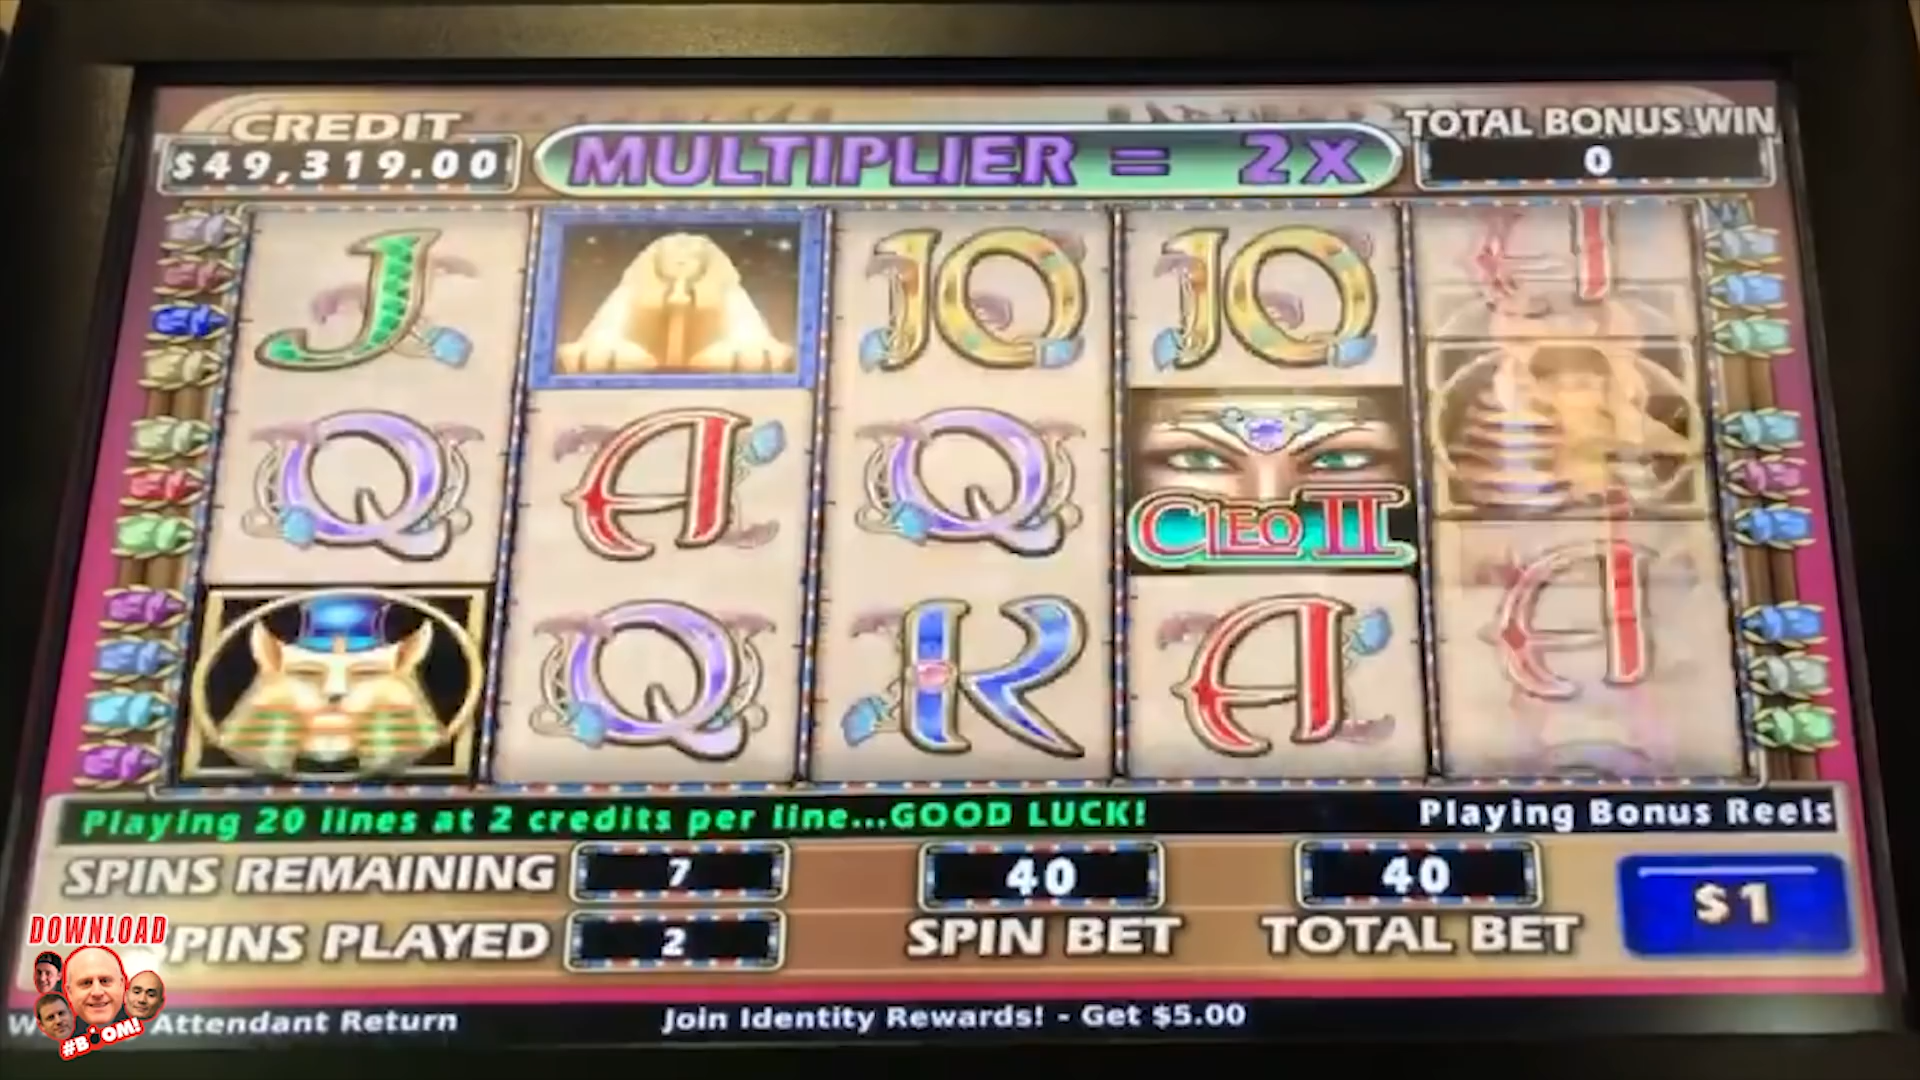 CREDIT
$49,319.00
MULTIPLIER = 2X
TOTAL BONUS WIN
0
J
10
10
Q
A
Q
CLEO II
A
Q
K
A
Playing 20 lines at 2 credits per line...GOOD LUCK!
Playing Bonus Reels
SPINS REMAINING
7
40
40
$1
SPINS PLAYED
2
SPIN BET
TOTAL BET
DOWNLOAD
#BOOM!
Attendant Return
Join Identity Rewards! - Get $5.00